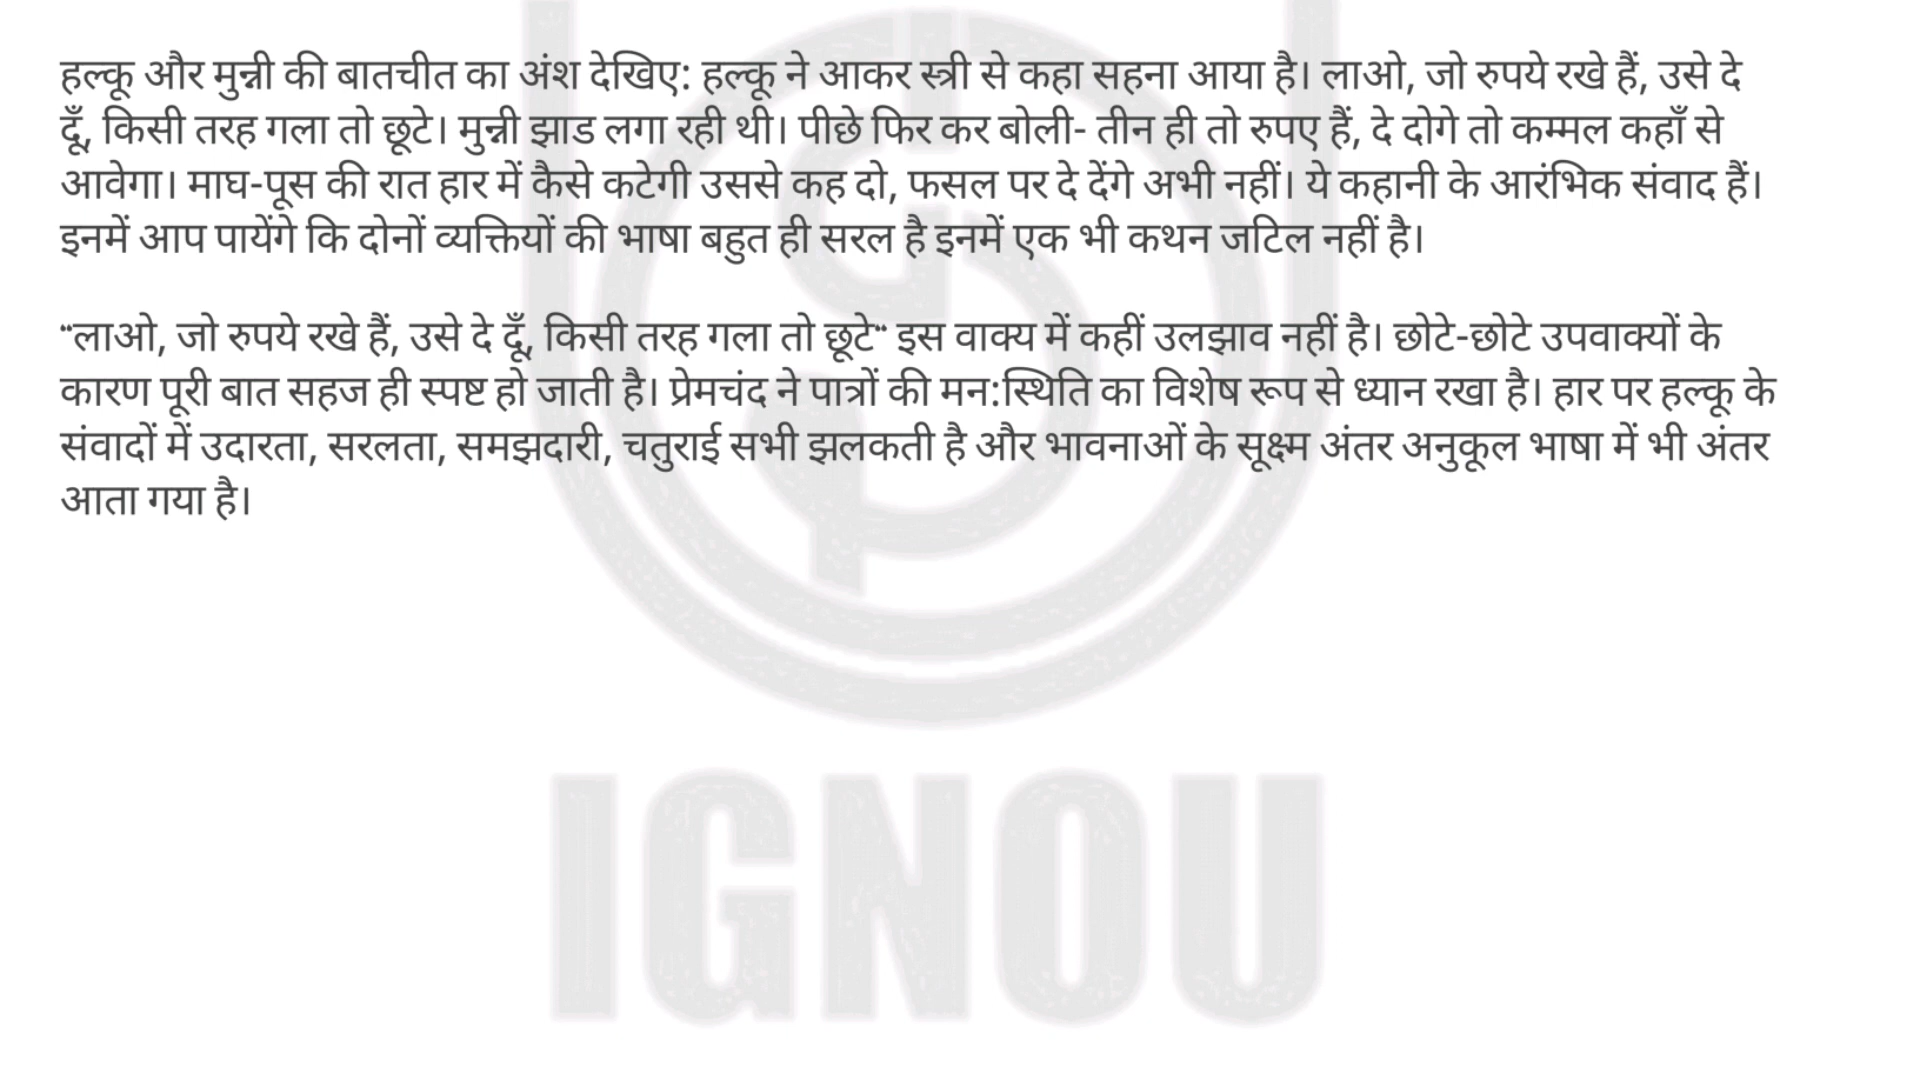 हल्कू और मुन्नी की बातचीत का अंश देखिए: हल्कू ने आकर स्त्री से कहा सहना आया है। लाओ, जो रुपये रखे हैं, उसे दे
दूँ, किसी तरह गला तो छूटे। मुन्नी झाड लगा रही थी। पीछे फिर कर बोली- तीन ही तो रुपए हैं, दे दोगे तो कम्मल कहाँ से
आवेगा। माघ-पूस की रात हार में कैसे कटेगी उससे कह दो, फसल पर दे देंगे अभी नहीं। ये कहानी के आरंभिक संवाद हैं।
इनमें आप पायेंगे कि दोनों व्यक्तियों की भाषा बहुत ही सरल है इनमें एक भी कथन जटिल नहीं है।
“लाओ, जो रुपये रखे हैं, उसे दे दूँ, किसी तरह गला तो छूटे“ इस वाक्य में कहीं उलझाव नहीं है। छोटे-छोटे उपवाक्यों के
कारण पूरी बात सहज ही स्पष्ट हो जाती है। प्रेमचंद ने पात्रों की मन:स्थिति का विशेष रूप से ध्यान रखा है। हार पर हल्कू के
संवादों में उदारता, सरलता, समझदारी, चतुराई सभी झलकती है और भावनाओं के सूक्ष्म अंतर अनुकूल भाषा में भी अंतर
आता गया है।
IGNOU